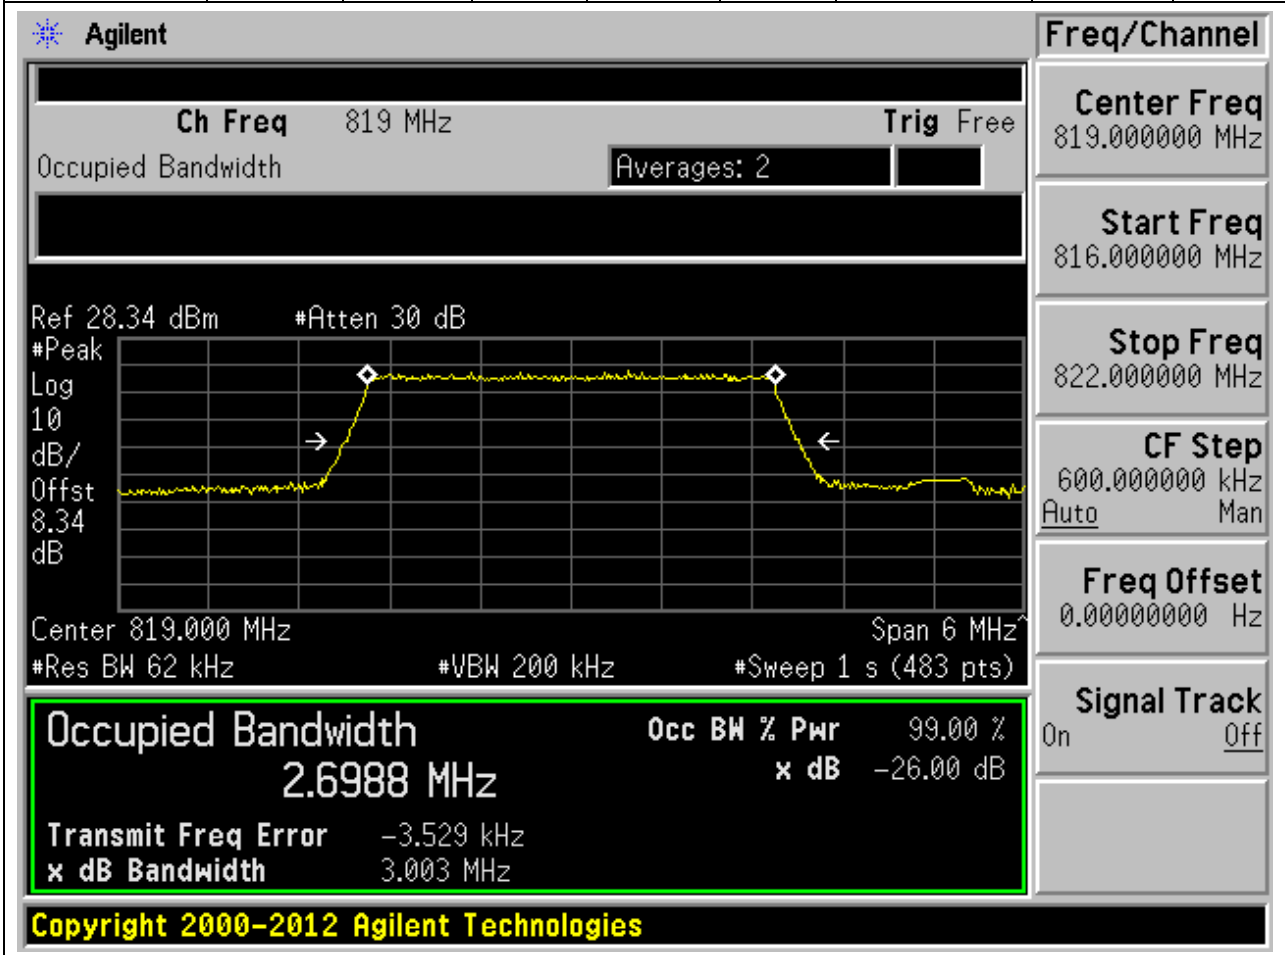 Agilent
Freq/Channel
Ch Freq 819 MHz Trig Free
Occupied Bandwidth Averages: 2
Center Freq
819.000000 MHz
Start Freq
816.000000 MHz
Stop Freq
822.000000 MHz
CF Step
600.000000 kHz
Auto Man
Freq Offset
0.00000000 Hz
Signal Track
On Off
Ref 28.34 dBm #Atten 30 dB
#Peak
Log
10
dB/
Offst
8.34
dB
Center 819.000 MHz Span 6 MHz^
#Res BW 62 kHz #VBW 200 kHz #Sweep 1 s (483 pts)
Occupied Bandwidth Occ BW % Pwr 99.00 %
2.6988 MHz x dB -26.00 dB
Transmit Freq Error -3.529 kHz
x dB Bandwidth 3.003 MHz
Copyright 2000-2012 Agilent Technologies